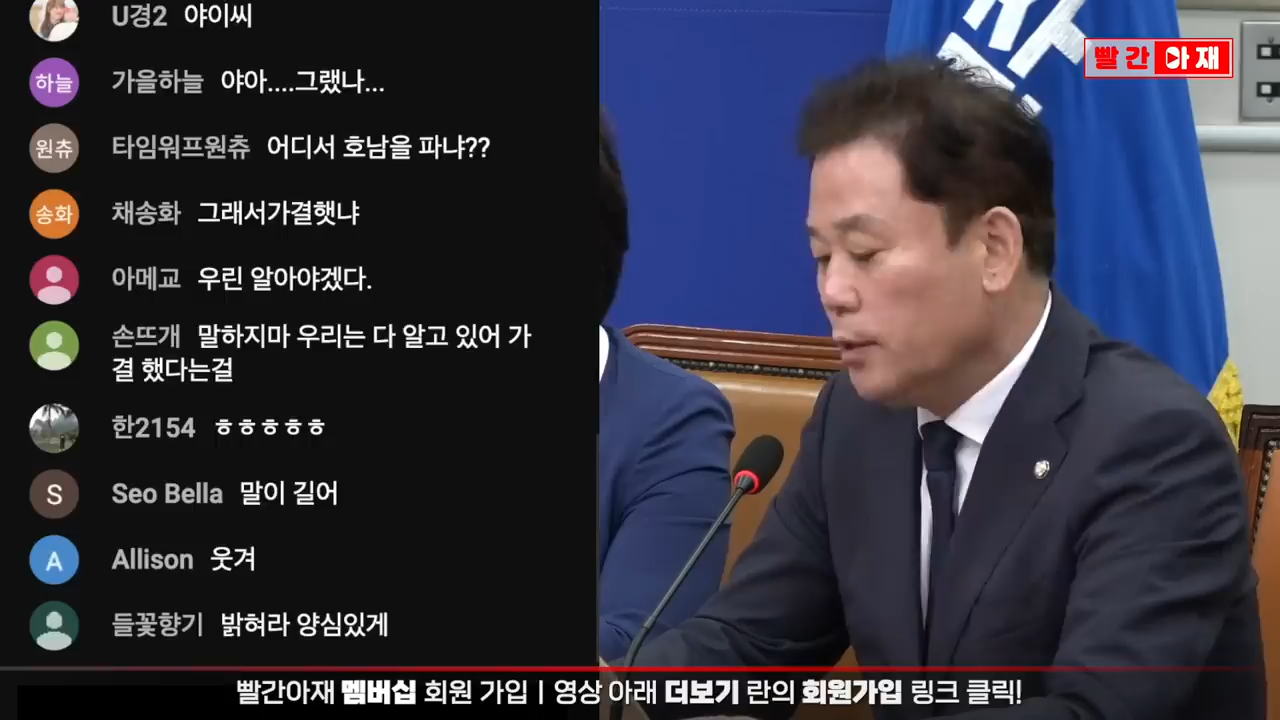 U경2 야이씨
하늘 가을하늘 야아....그랬나...
원츄 타임워프원츄 어디서 호남을 파냐??
송화 채송화 그래서가결햇냐
아메교 우린 알아야겠다.
손뜨개 말하지마 우리는 다 알고 있어 가
결 했다는걸
한2154 ㅎㅎㅎㅎㅎ
S Seo Bella 말이 길어
A Allison 웃겨
들꽃향기 밝혀라 양심있게
빨간아재
빨간아재 멤버십 회원 가입 | 영상 아래 더보기 란의 회원가입 링크 클릭!